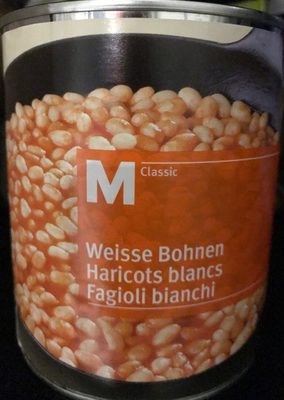 M Classic
Weisse Bohnen
Haricots blancs
Fagioli bianchi